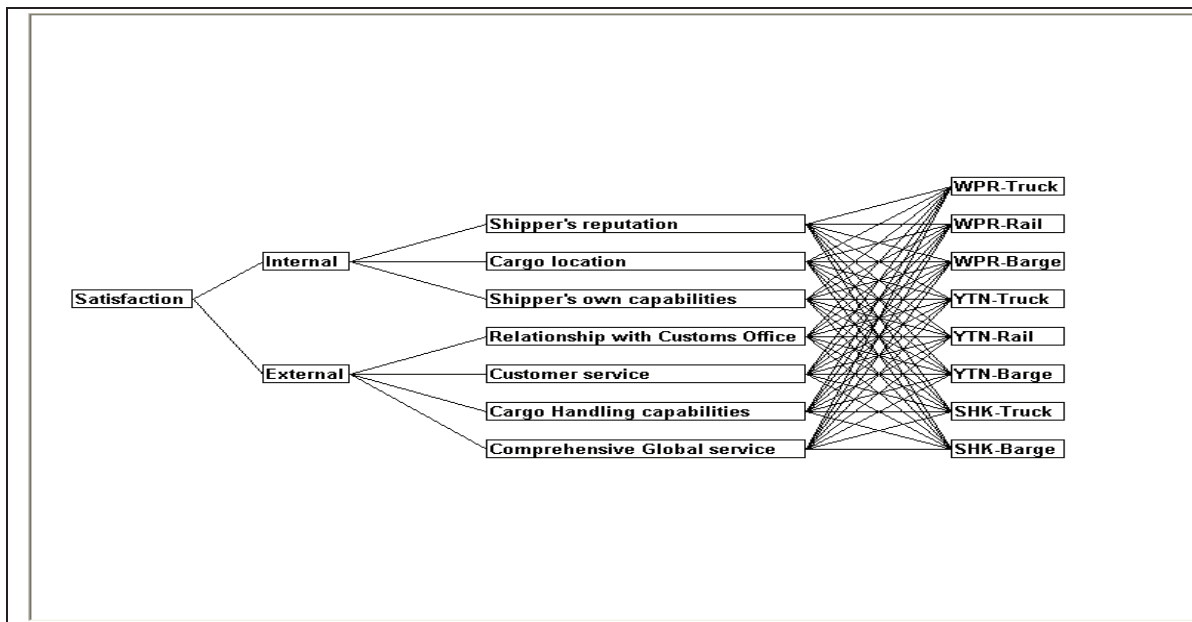 Satisfaction
Internal
External
Shipper's reputation
Cargo location
Shipper's own capabilities
Relationship with Customs Office
Customer service
Cargo Handling capabilities
Comprehensive Global service
WPR-Truck
WPR-Rail
WPR-Barge
YTN-Truck
YTN-Rail
YTN-Barge
SHK-Truck
SHK-Barge